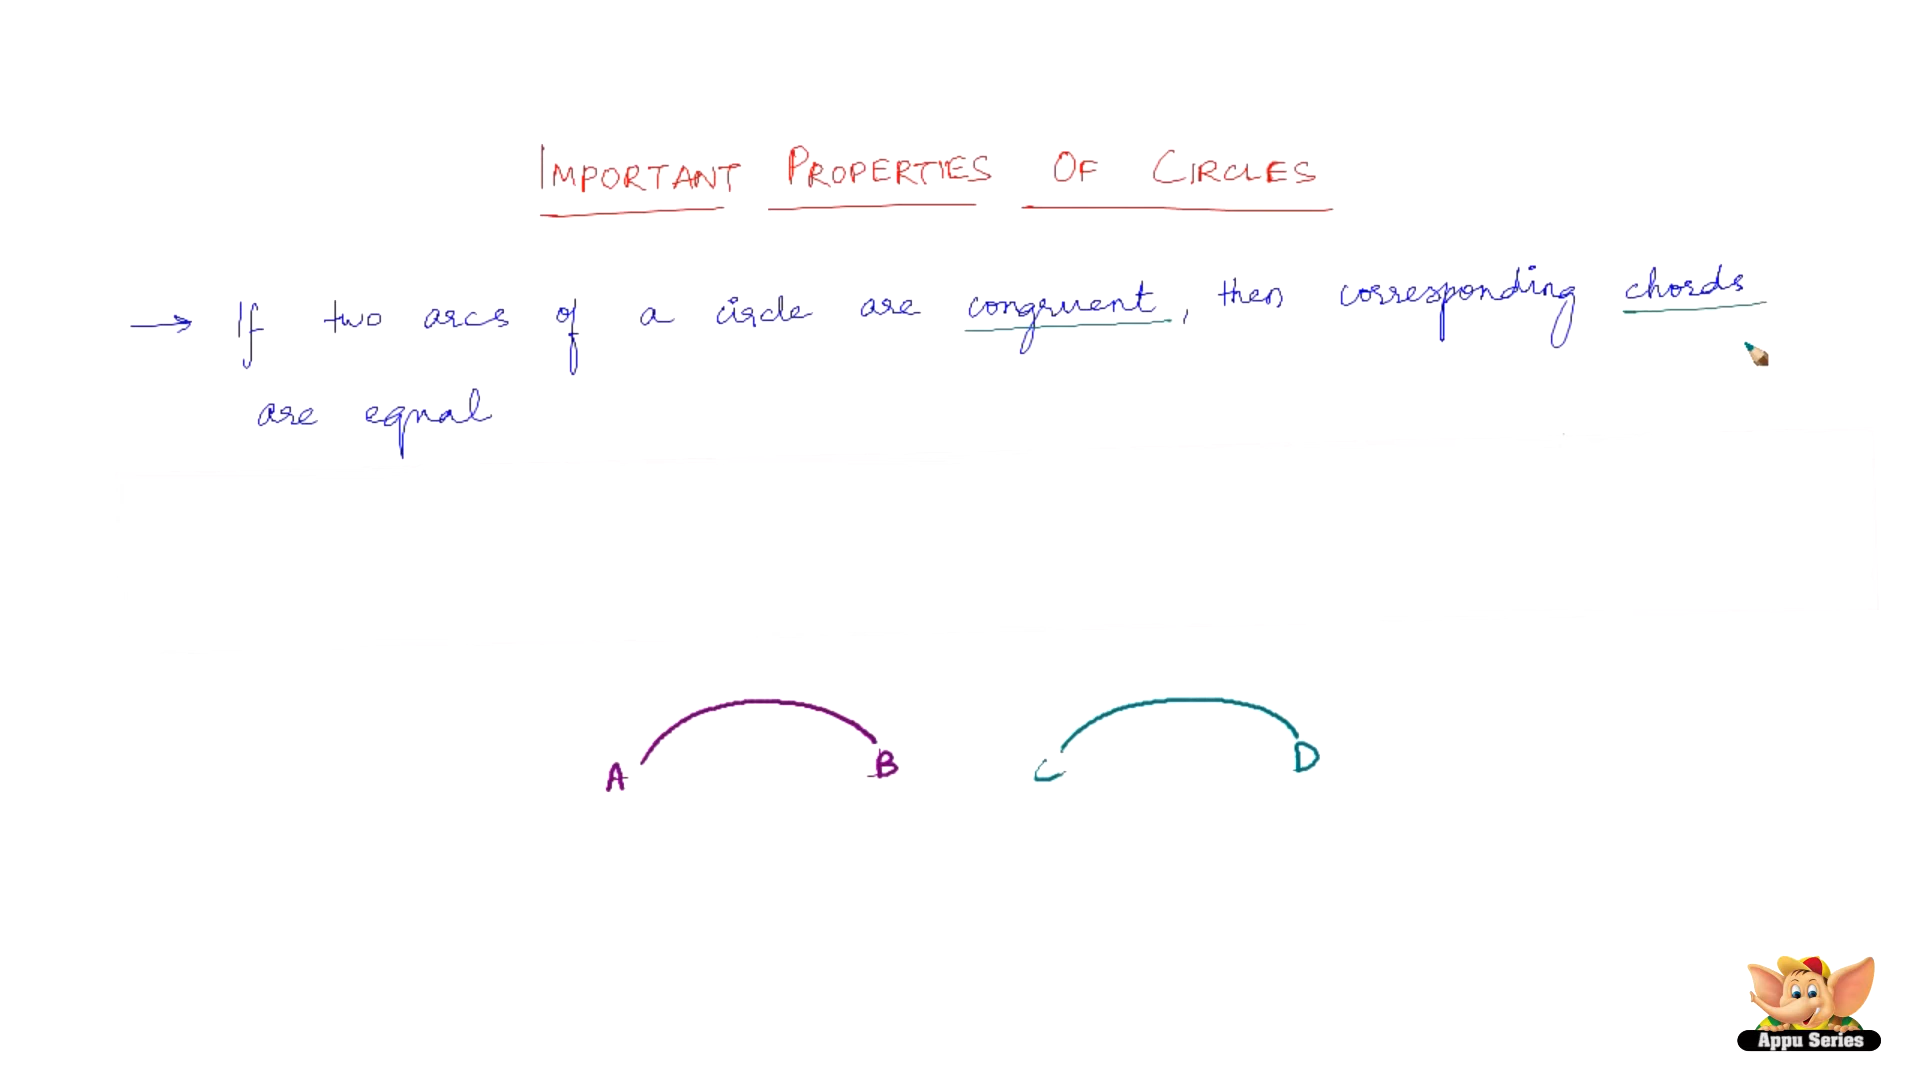 IMPORTANT PROPERTIES OF CIRCLES
→ If two arcs of a circle are congruent, then corresponding chords
are equal
A B C D
Appu Series